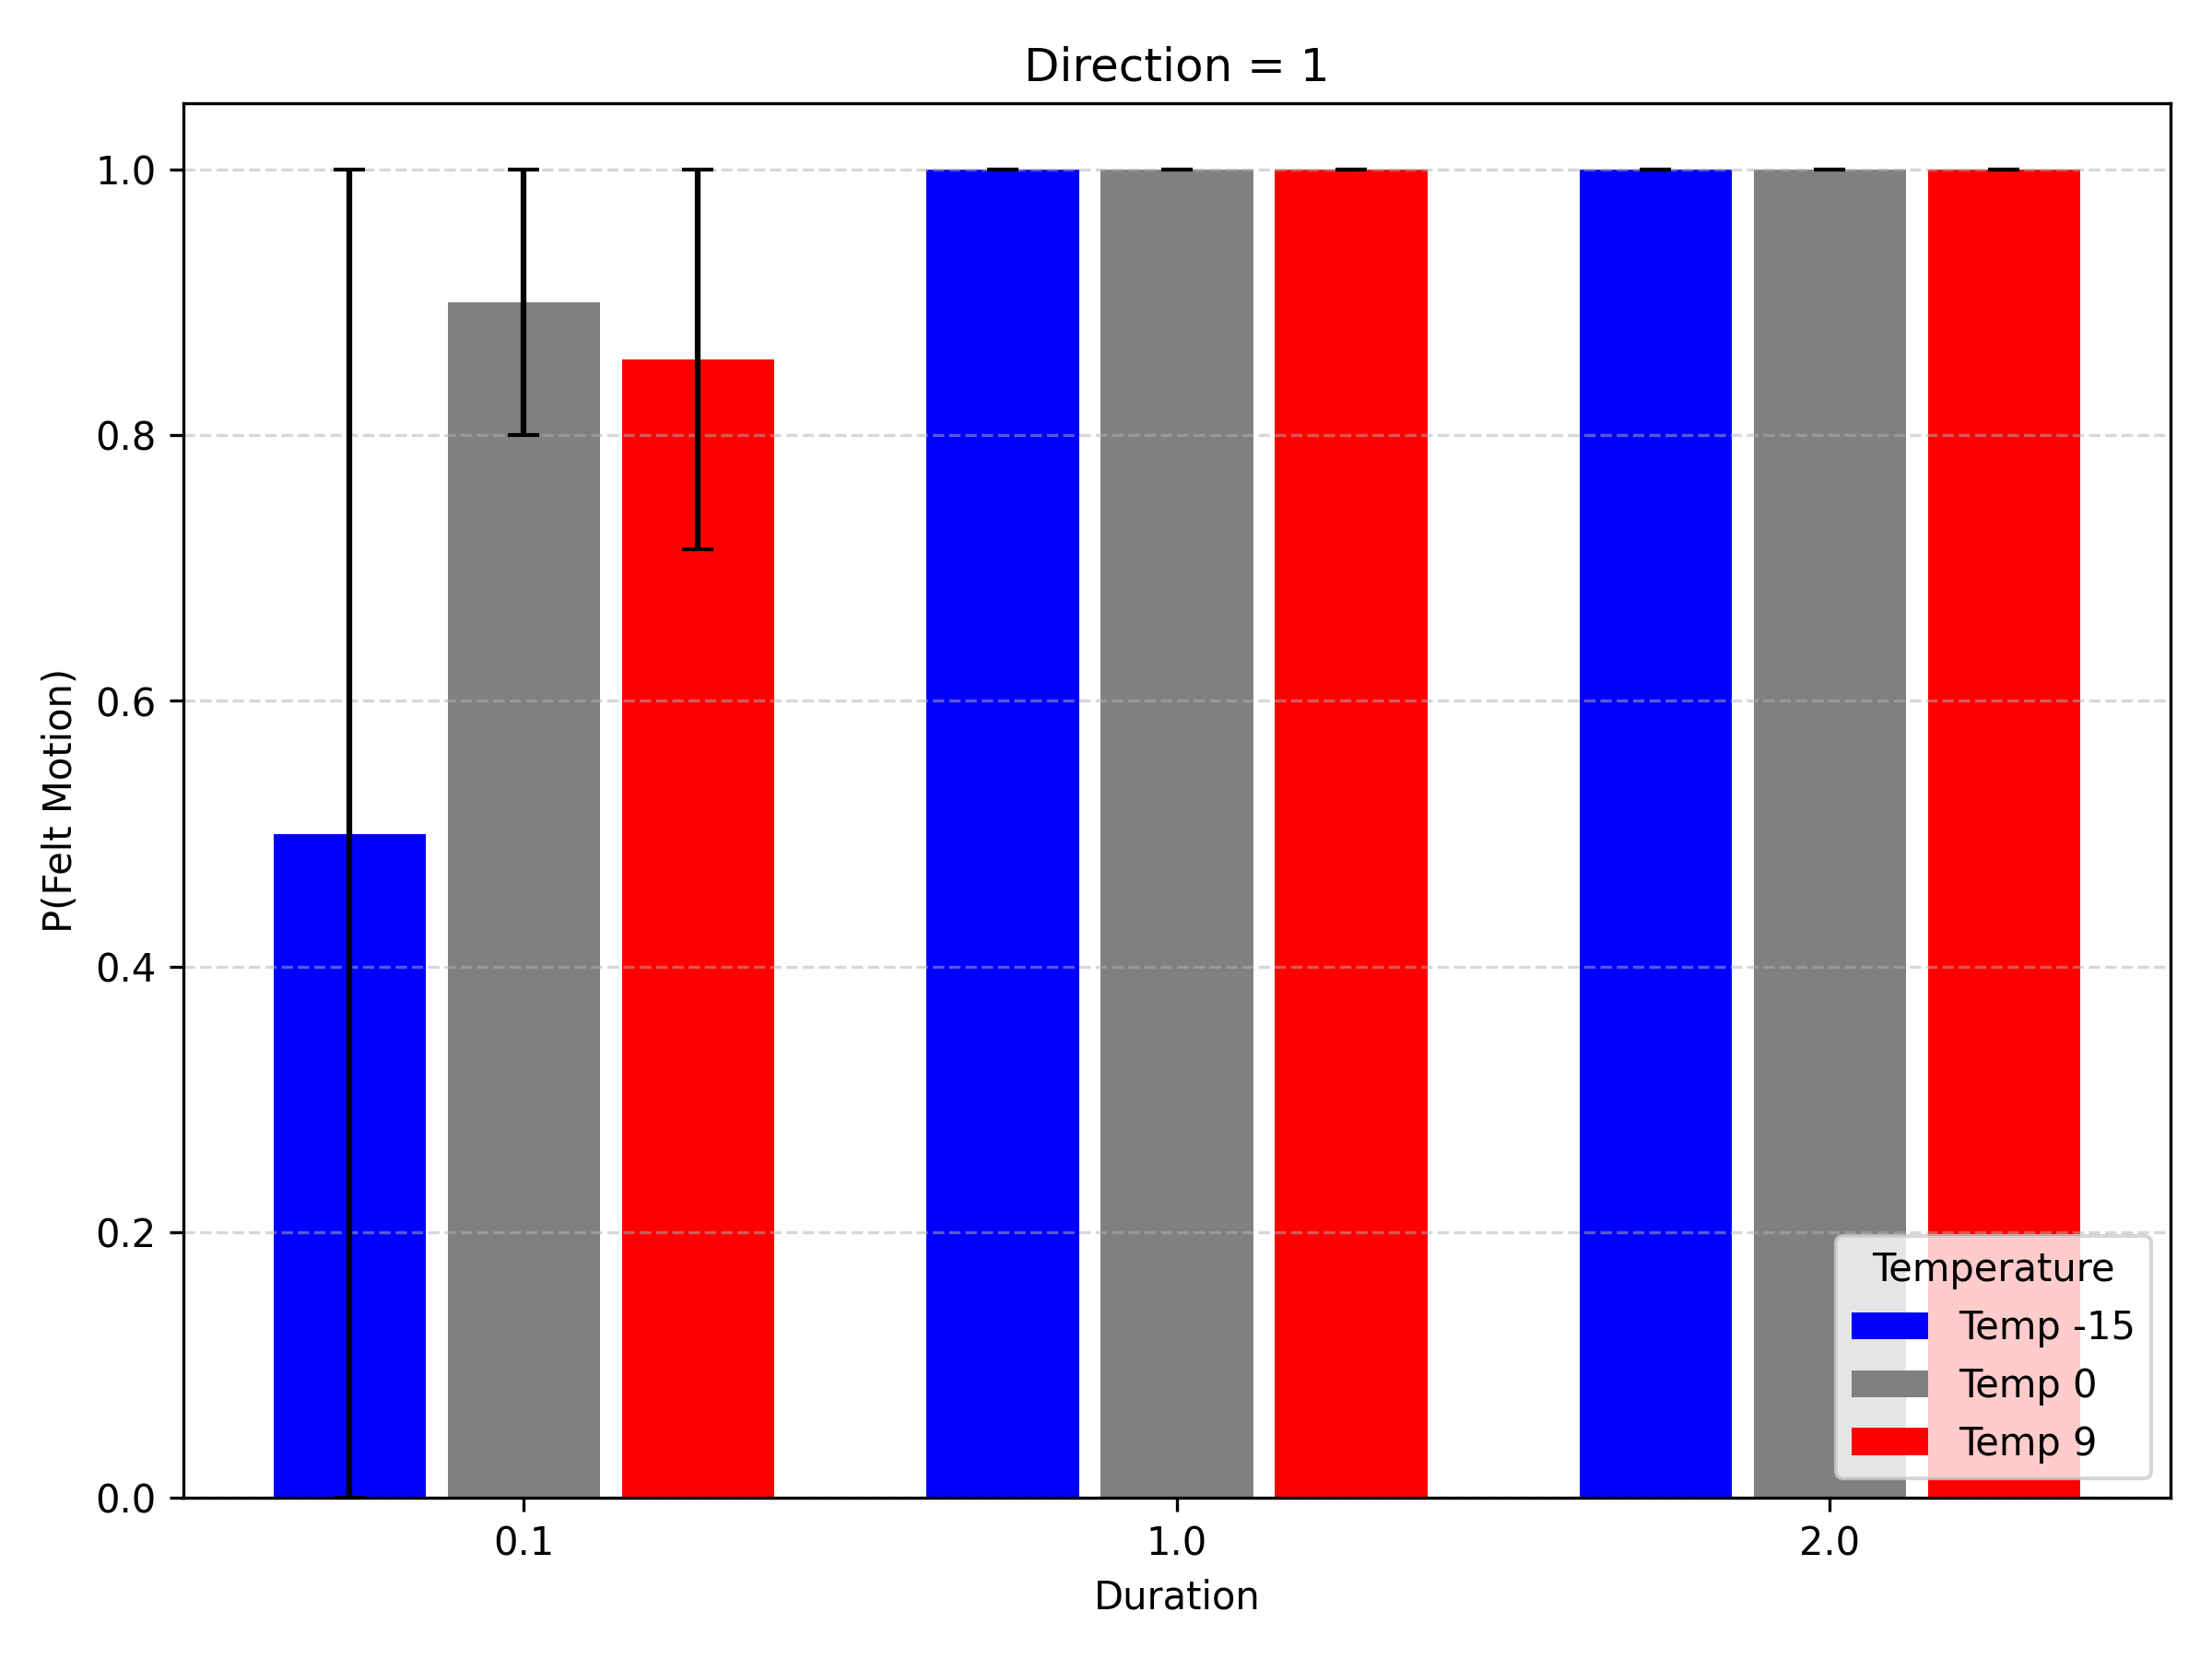 Direction = 1
1.0
0.8
0.6
0.4
0.2
0.0
P(Felt Motion)
0.1
1.0
2.0
Duration
Temperature
Temp -15
Temp 0
Temp 9